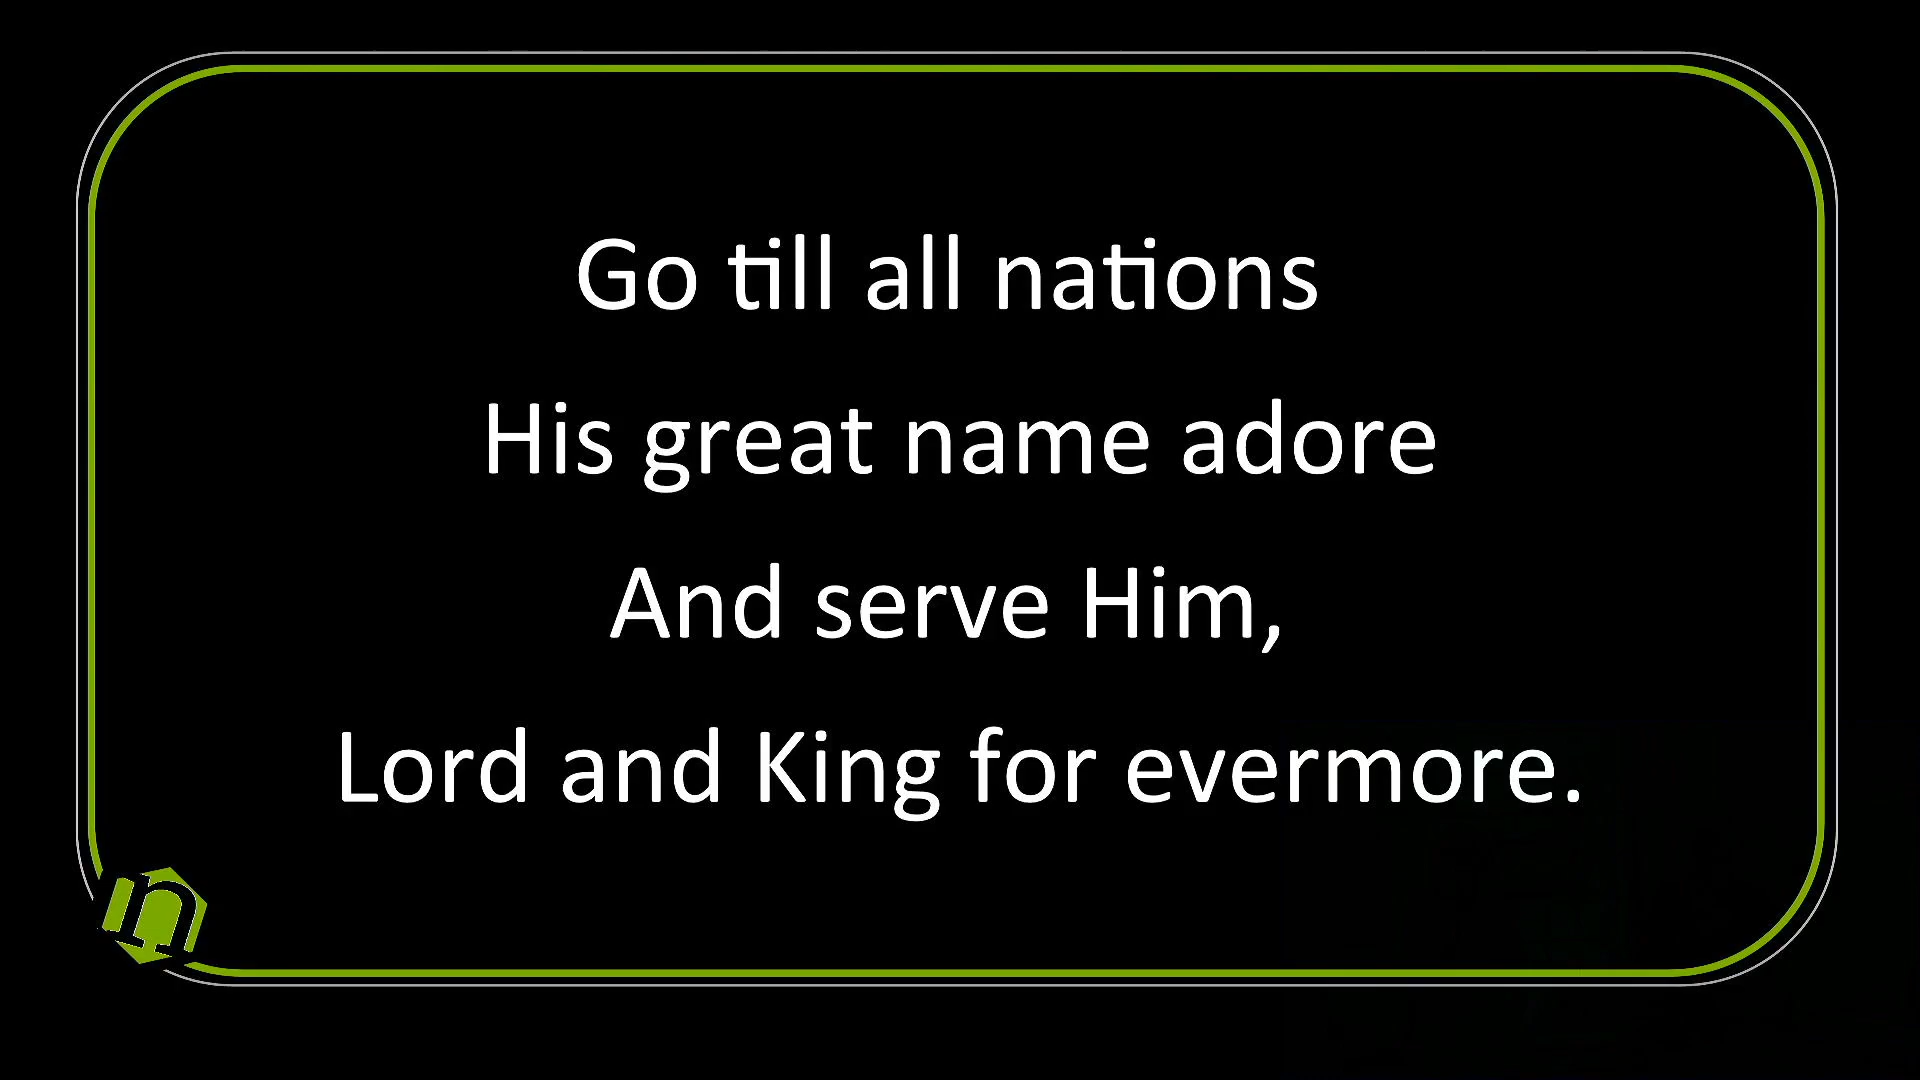 Go till all nations
His great name adore
And serve Him,
Lord and King for evermore.
n